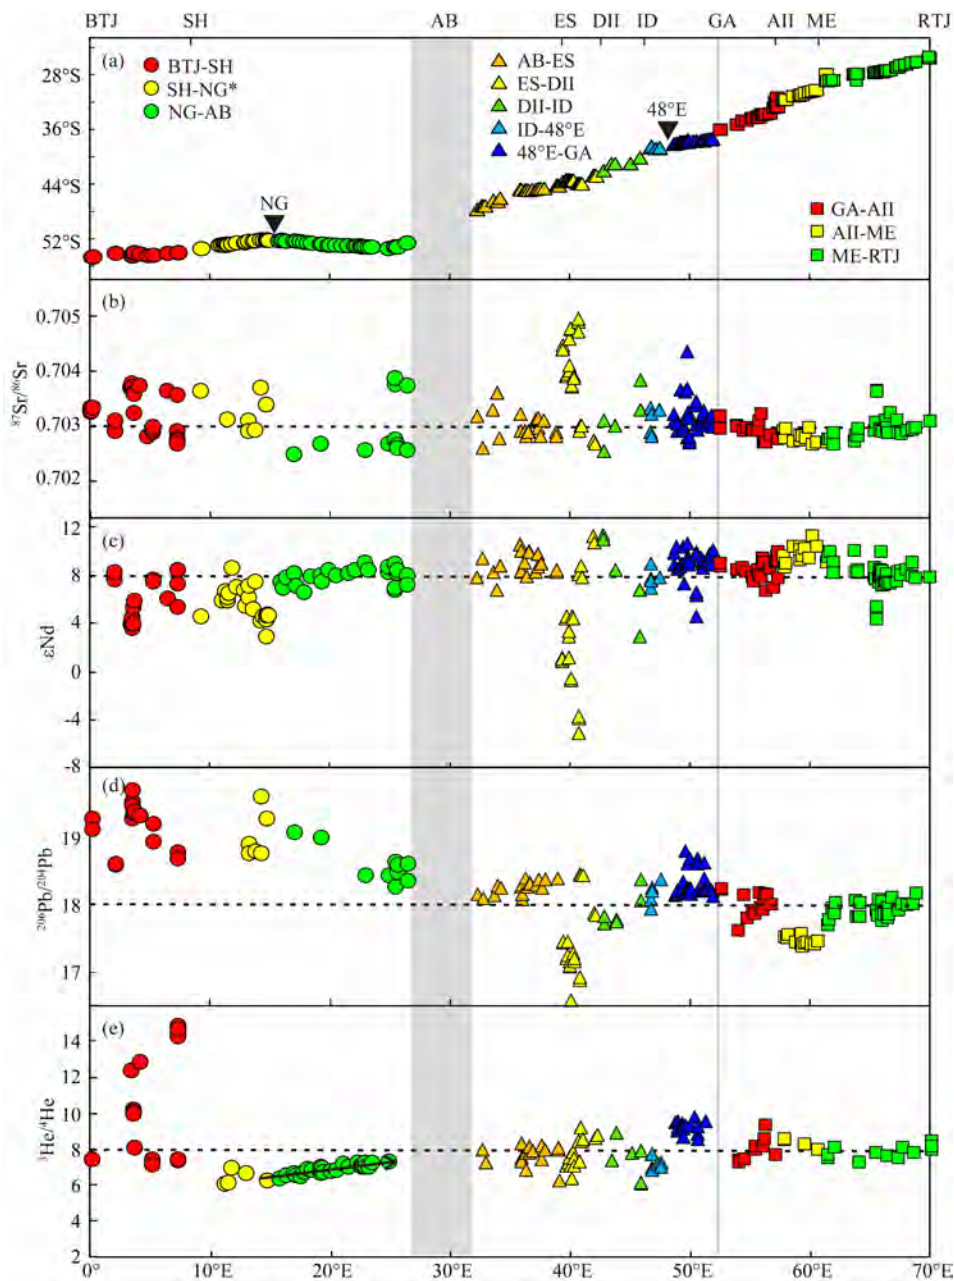 BTJ SH AB ES DII ID GA AII ME RTJ
(a)
BTJ-SH
SH-NG*
NG-AB
AB-ES
ES-DII
DII-ID
ID-48°E
48°E-GA
48°E
NG
GA-AII
AII-ME
ME-RTJ
28°S
36°S
44°S
52°S
(b)
⁸⁷Sr/⁸⁶Sr
0.705
0.704
0.703
0.702
(c)
εNd
12
8
4
0
-4
-8
(d)
²⁰⁶Pb/²⁰⁴Pb
19
18
17
(e)
³He/⁴He
14
12
10
8
6
4
2
0° 10°E 20°E 30°E 40°E 50°E 60°E 70°E